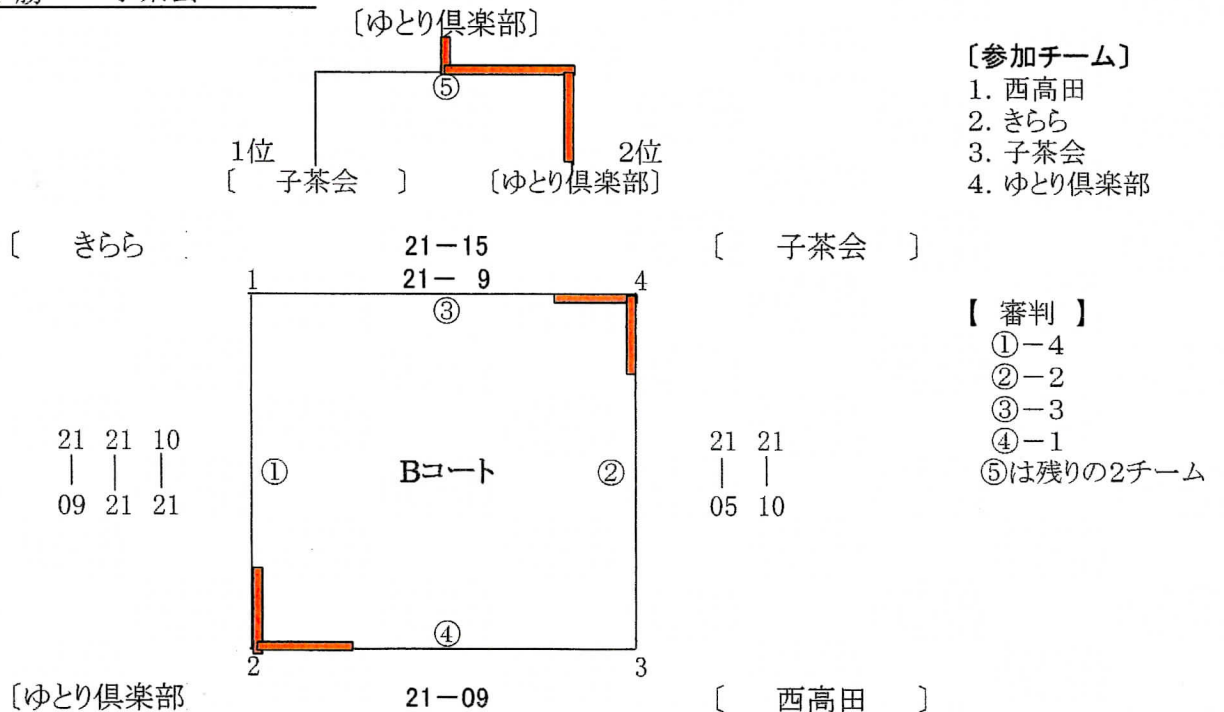 〔ゆとり倶楽部〕
⑤
1位
2位
〔 子茶会 〕
〔ゆとり倶楽部〕
〔参加チーム〕
1. 西高田
2. きらら
3. 子茶会
4. ゆとり倶楽部
〔 きらら
21－15
〔 子茶会 〕
1
21－ 9
4
③
【 審判 】
①－4
②－2
③－3
④－1
⑤は残りの2チーム
21 21 10
| | |
09 21 21
①
Bコート
②
21 21
| |
05 10
④
2
3
〔ゆとり倶楽部
21－09
〔 西高田 〕